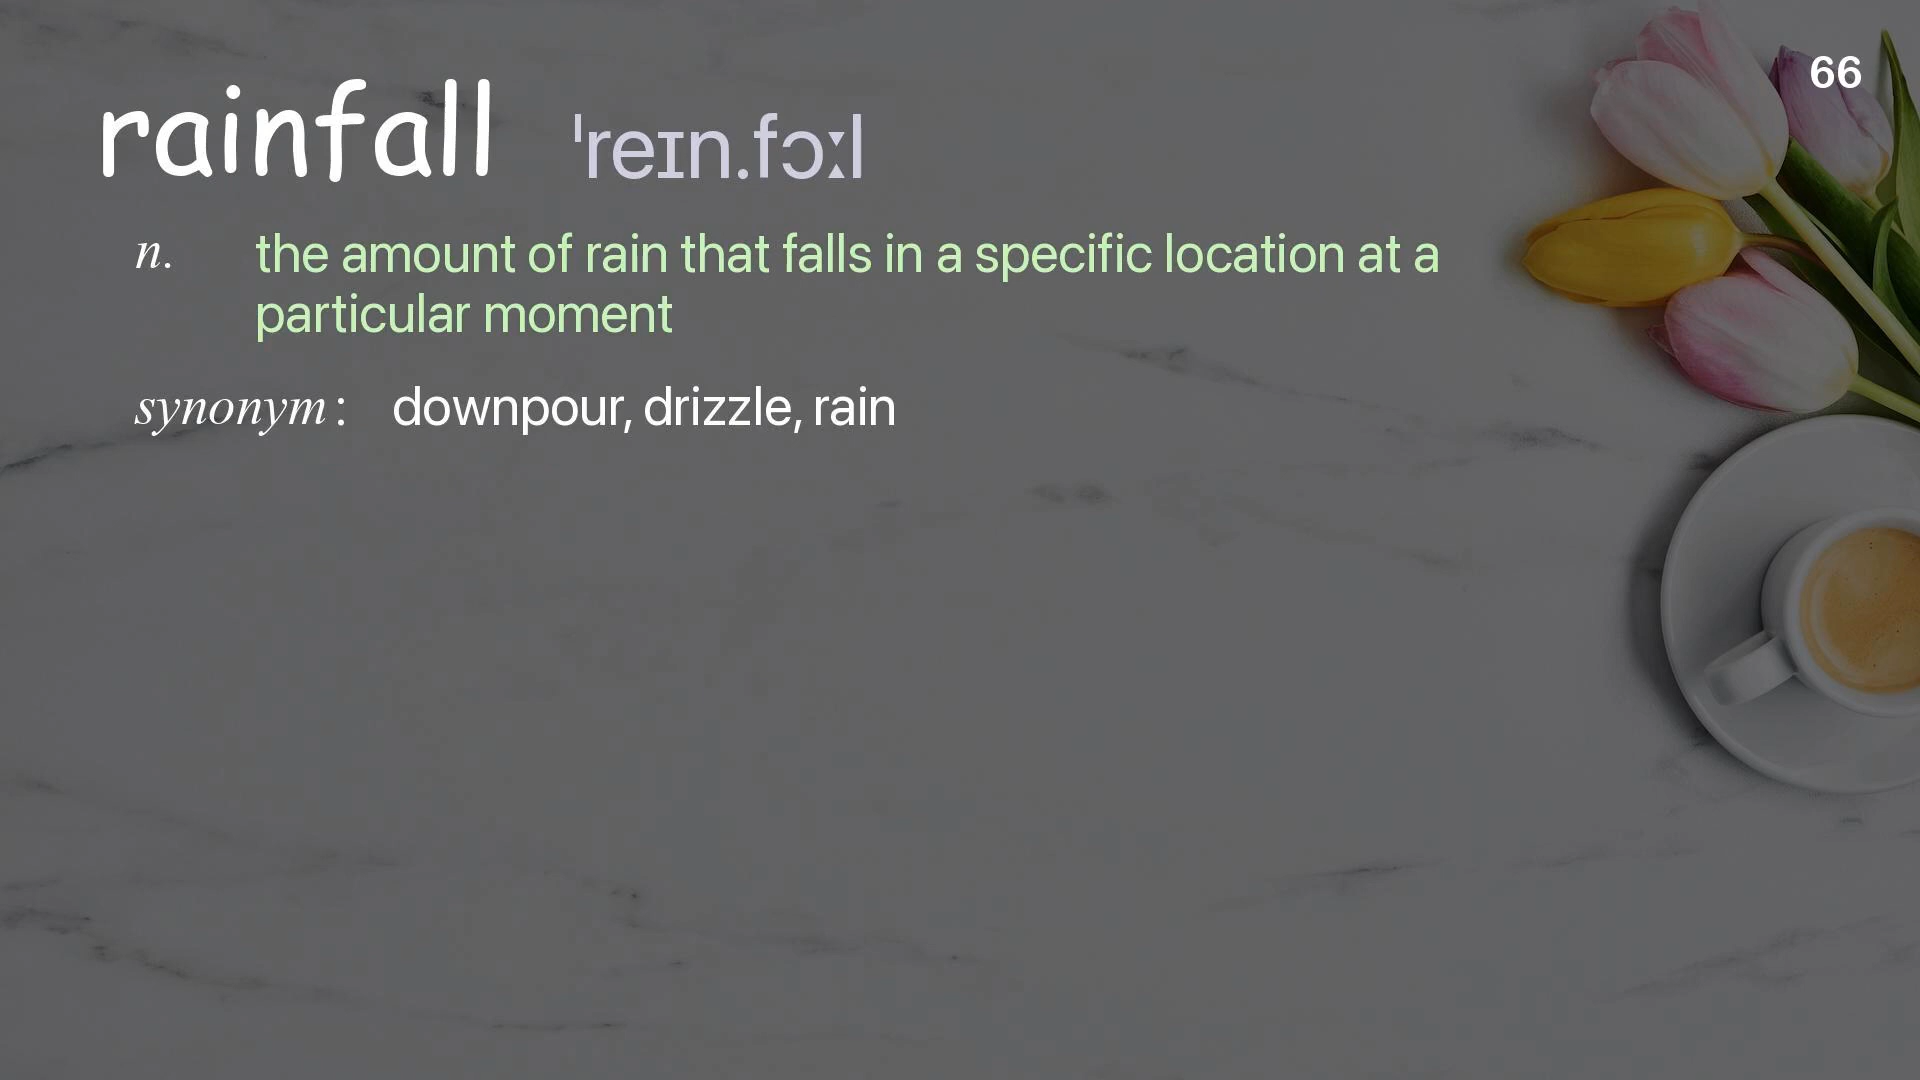 66
rainfall ˈreɪn.fɔːl
n. the amount of rain that falls in a specific location at a
particular moment
synonym: downpour, drizzle, rain